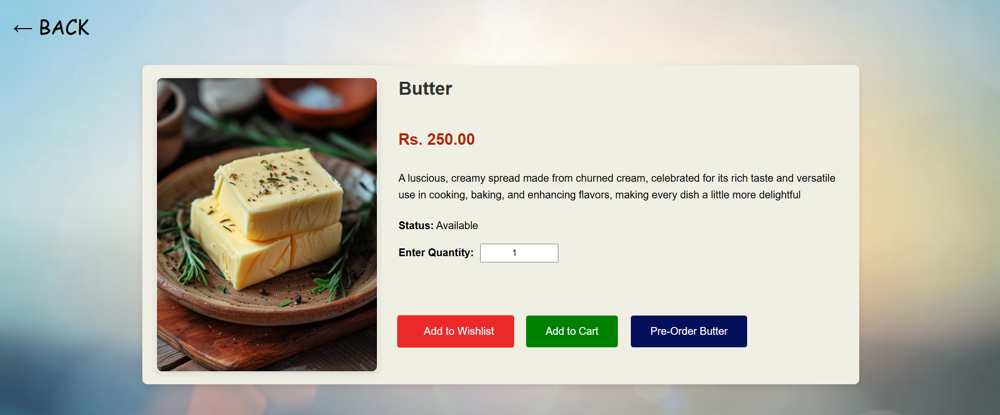 ← BACK
Butter
Rs. 250.00
A luscious, creamy spread made from churned cream, celebrated for its rich taste and versatile
use in cooking, baking, and enhancing flavors, making every dish a little more delightful
Status: Available
Enter Quantity: 1
Add to Wishlist Add to Cart Pre-Order Butter